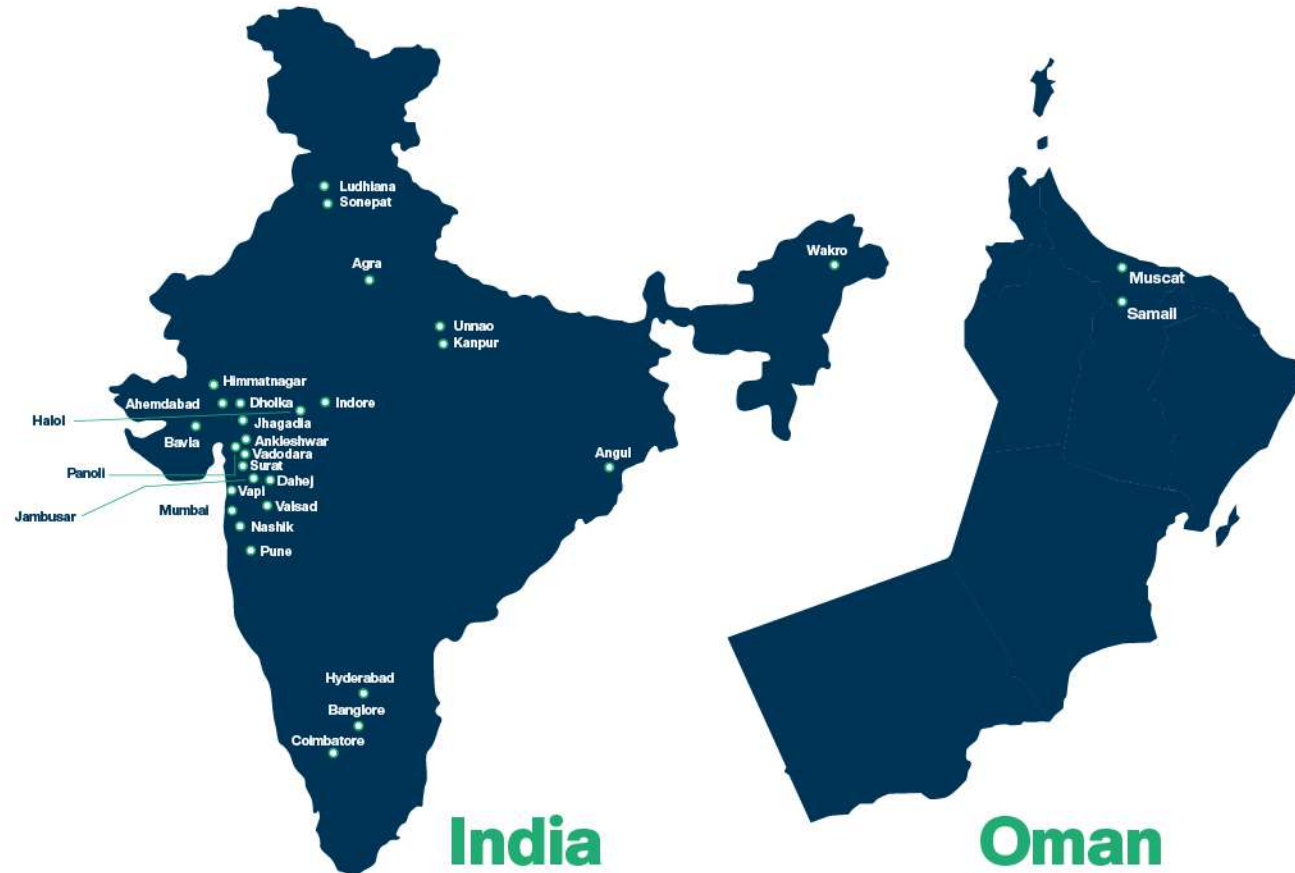 Ludhiana
Sonepat
Agra
Wakro
Unnao
Kanpur
Himmatnagar
Ahemdabad
Dholka
Indore
Halol
Jhagadia
Bavla
Ankleshwar
Vadodara
Panoli
Surat
Angul
Dahej
Jambusar
Vapi
Valsad
Mumbai
Nashik
Pune
Hyderabad
Banglore
Coimbatore
India
Muscat
Samail
Oman